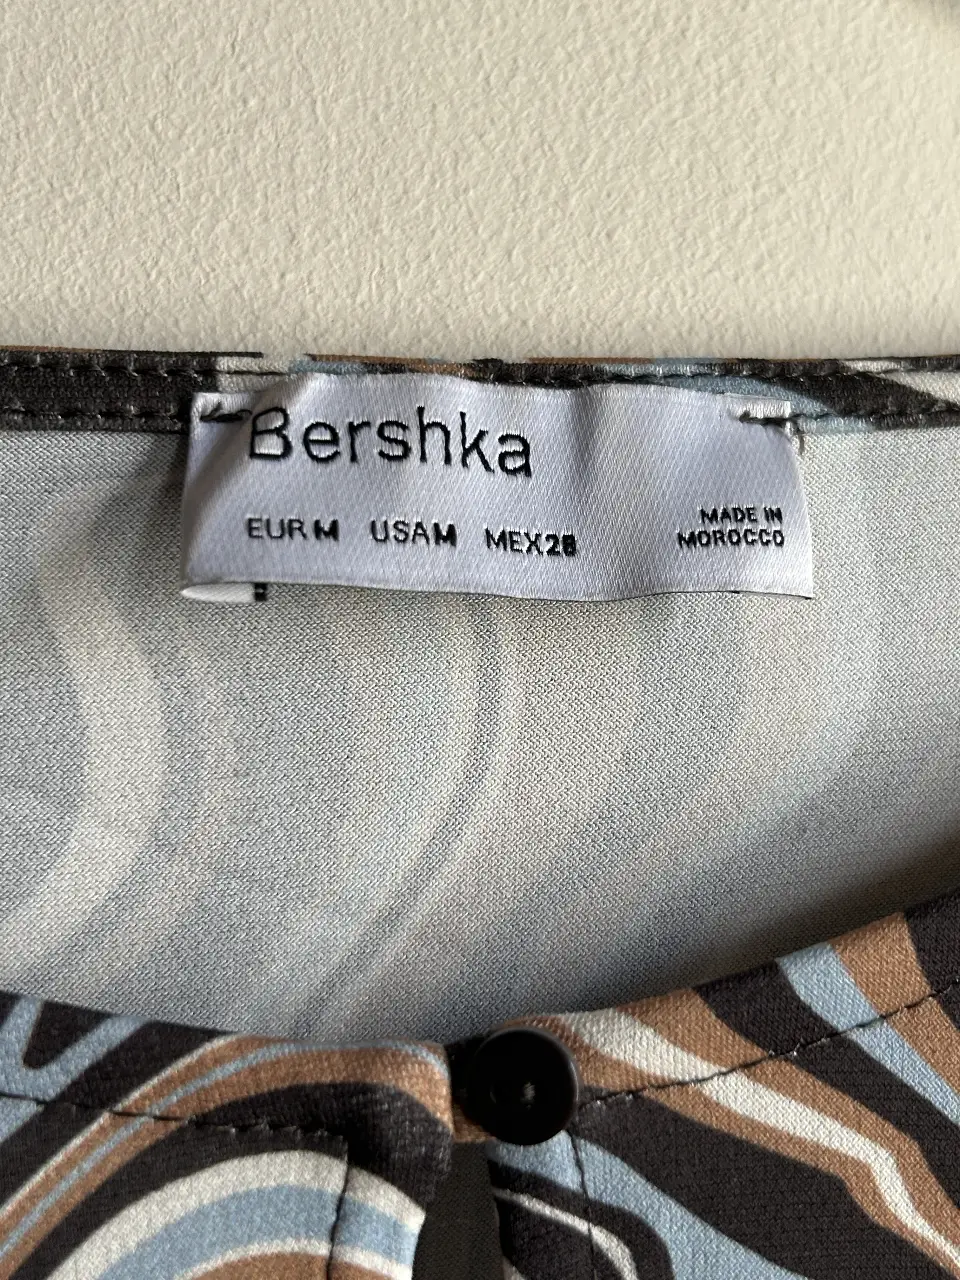 Bershka
EUR M USA M MEX 28
MADE IN
MOROCCO